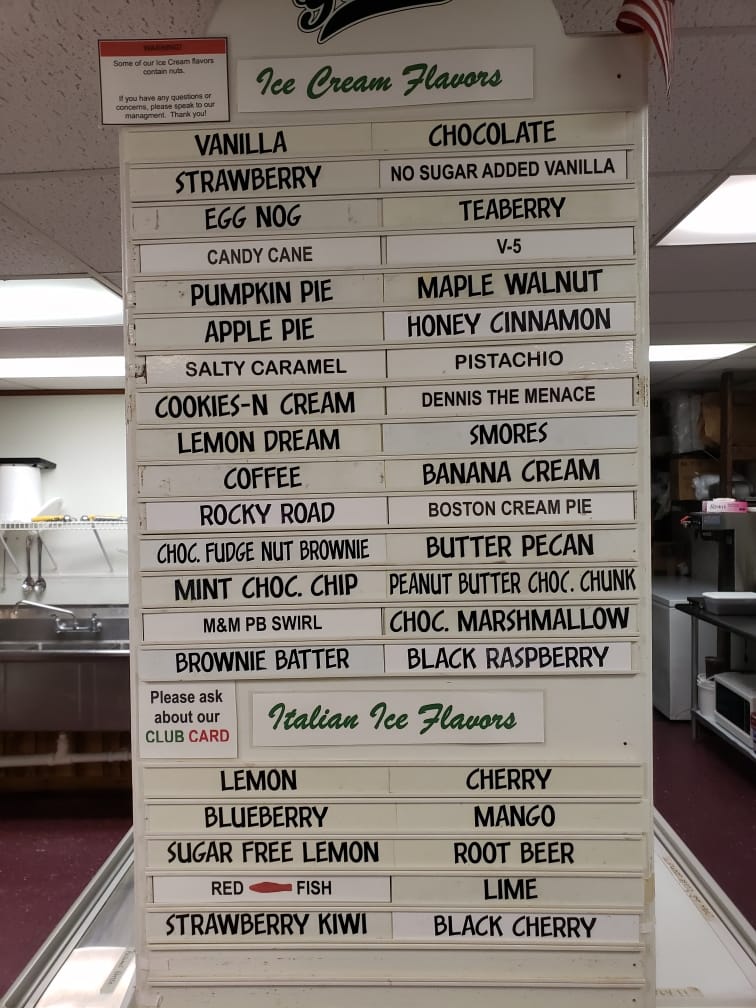 WARNING!
Some of our Ice Cream flavors
contain nuts.
If you have any questions or
concerns, please speak to our
managment. Thank you!
Ice Cream Flavors
VANILLA CHOCOLATE
STRAWBERRY NO SUGAR ADDED VANILLA
EGG NOG TEABERRY
CANDY CANE V-5
PUMPKIN PIE MAPLE WALNUT
APPLE PIE HONEY CINNAMON
SALTY CARAMEL PISTACHIO
COOKIES-N CREAM DENNIS THE MENACE
LEMON DREAM SMORES
COFFEE BANANA CREAM
ROCKY ROAD BOSTON CREAM PIE
CHOC. FUDGE NUT BROWNIE BUTTER PECAN
MINT CHOC. CHIP PEANUT BUTTER CHOC. CHUNK
M&M PB SWIRL CHOC. MARSHMALLOW
BROWNIE BATTER BLACK RASPBERRY
Please ask
about our
CLUB CARD
Italian Ice Flavors
LEMON CHERRY
BLUEBERRY MANGO
SUGAR FREE LEMON ROOT BEER
RED FISH LIME
STRAWBERRY KIWI BLACK CHERRY